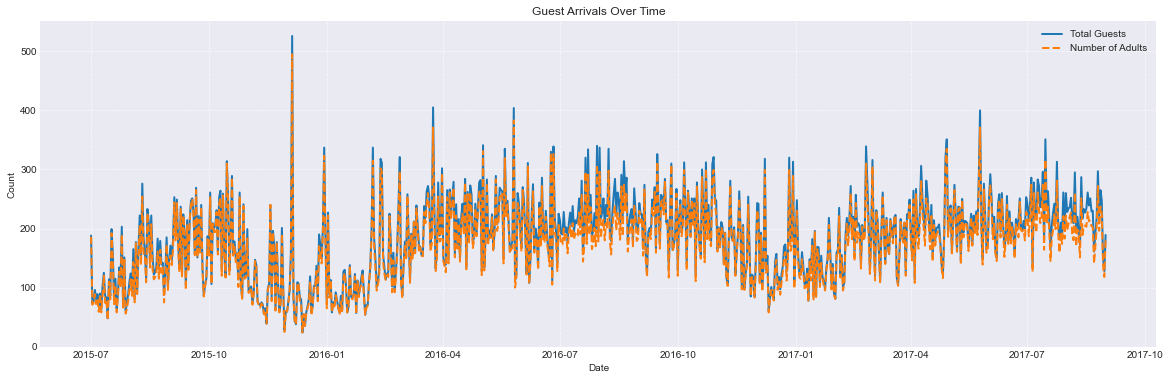 Guest Arrivals Over Time
Total Guests
Number of Adults
500
400
300
200
100
0
Count
2015-07 2015-10 2016-01 2016-04 2016-07 2016-10 2017-01 2017-04 2017-07 2017-10
Date